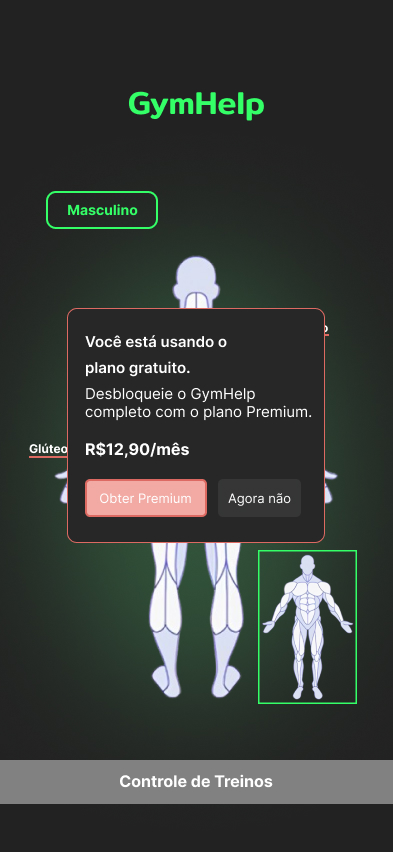 GymHelp
Masculino
Você está usando o
plano gratuito.
Desbloqueie o GymHelp
completo com o plano Premium.
Glúteo
R$12,90/mês
Obter Premium
Agora não
Controle de Treinos